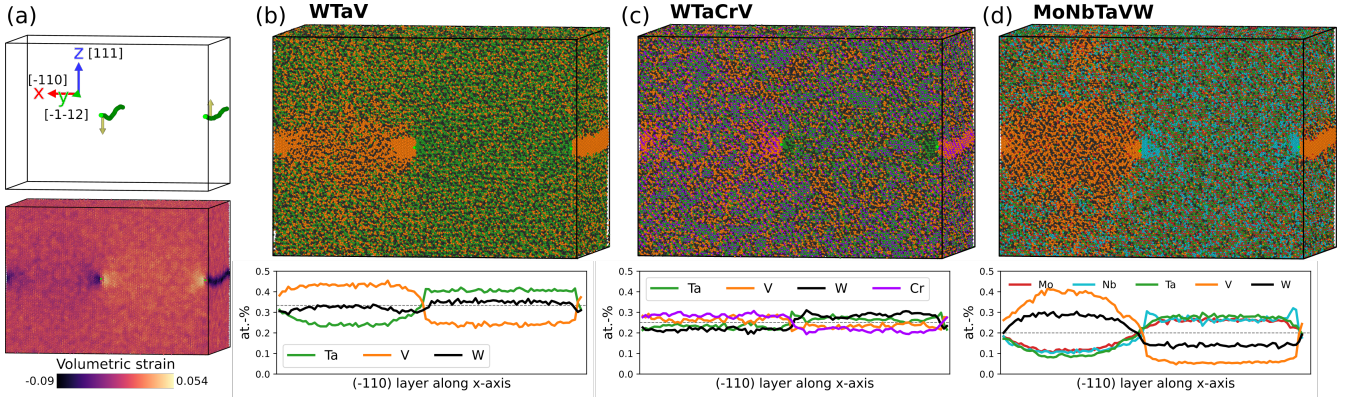 (a)
Z [111]
[-110]
X y
[-1-12]
Volumetric strain
-0.09 0.054
(b) WTaV
0.5
0.4
0.3
0.2
0.1
0.0
at.-%
Ta V W
(-110) layer along x-axis
(c) WTaCrV
0.5
0.4
0.3
0.2
0.1
0.0
at.-%
Ta V W Cr
(-110) layer along x-axis
(d) MoNbTaVW
0.5
0.4
0.3
0.2
0.1
0.0
at.-%
Mo Nb Ta V W
(-110) layer along x-axis